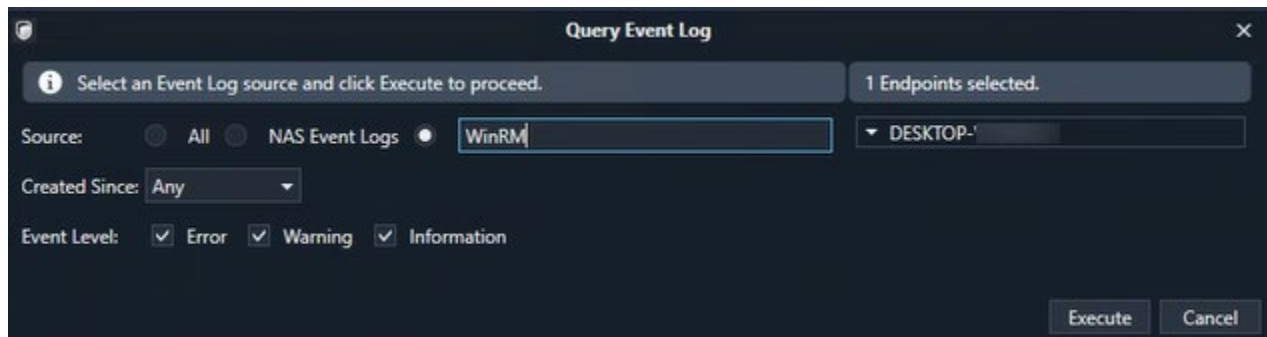 Query Event Log
Select an Event Log source and click Execute to proceed.
1 Endpoints selected.
Source: All NAS Event Logs WinRM
DESKTOP-
Created Since: Any
Event Level: Error Warning Information
Execute Cancel